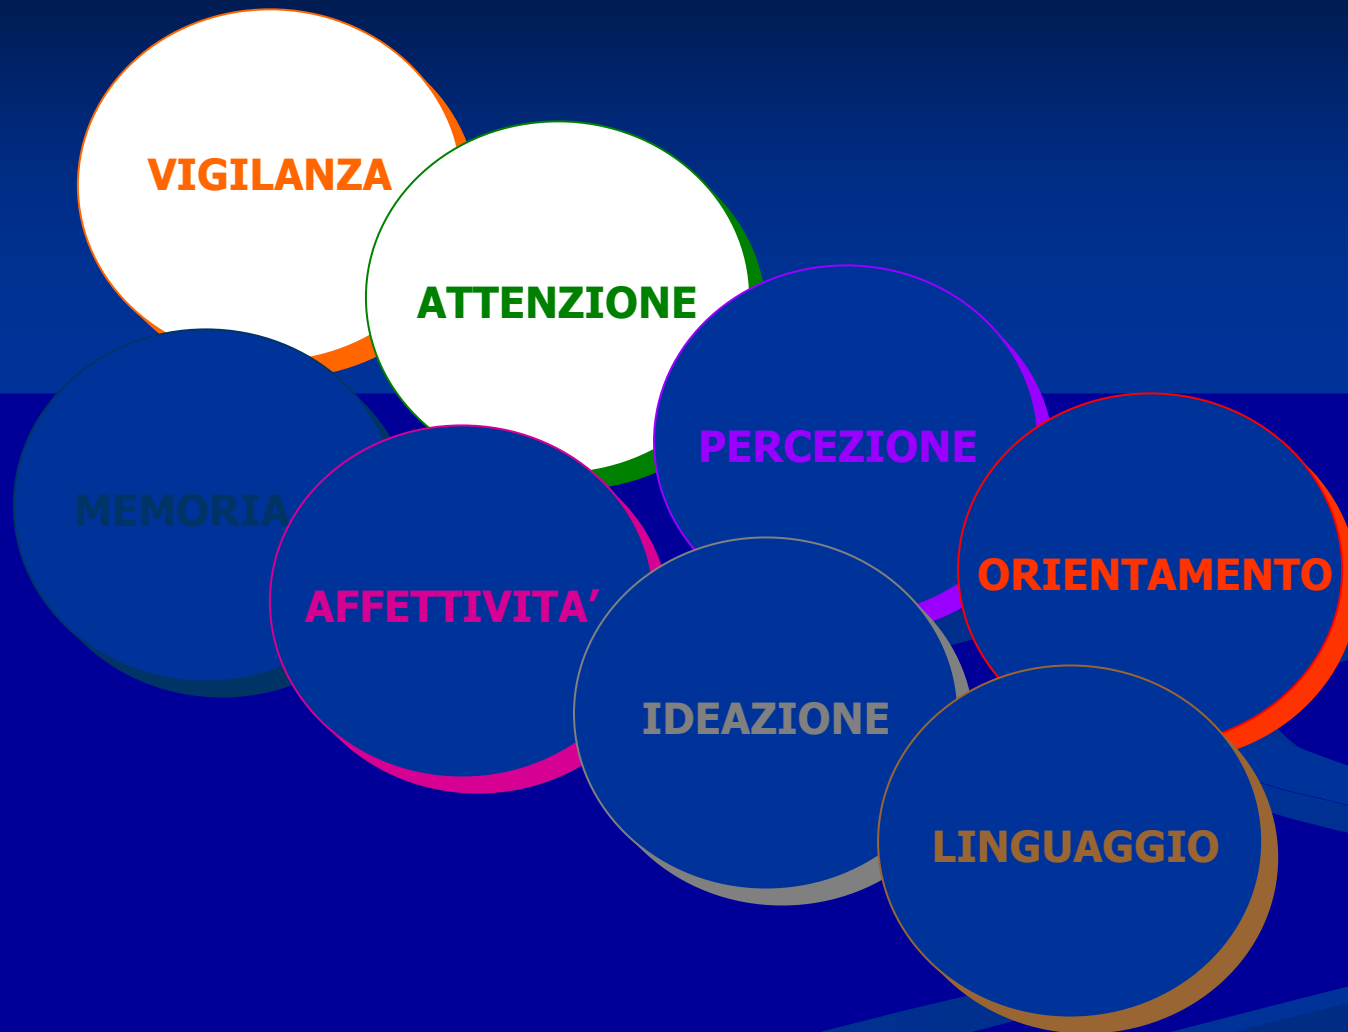 VIGILANZA
ATTENZIONE
PERCEZIONE
MEMORIA
ORIENTAMENTO
AFFETTIVITA’
IDEAZIONE
LINGUAGGIO